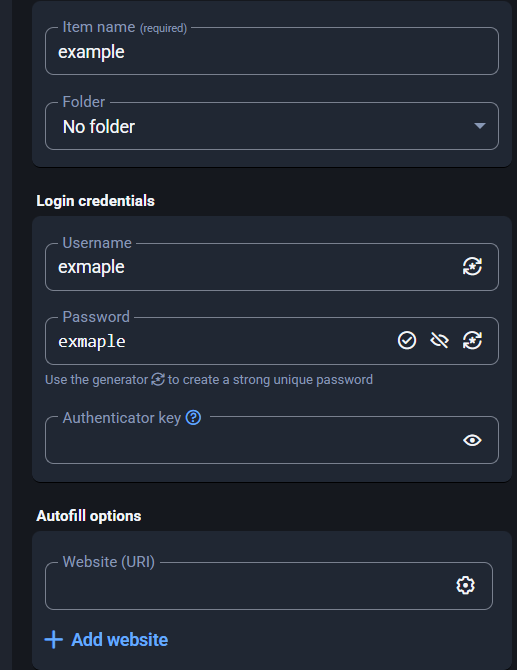 Item name (required)
example
Folder
No folder
Login credentials
Username
exmaple
Password
exmaple
Use the generator to create a strong unique password
Authenticator key
Autofill options
Website (URI)
Add website